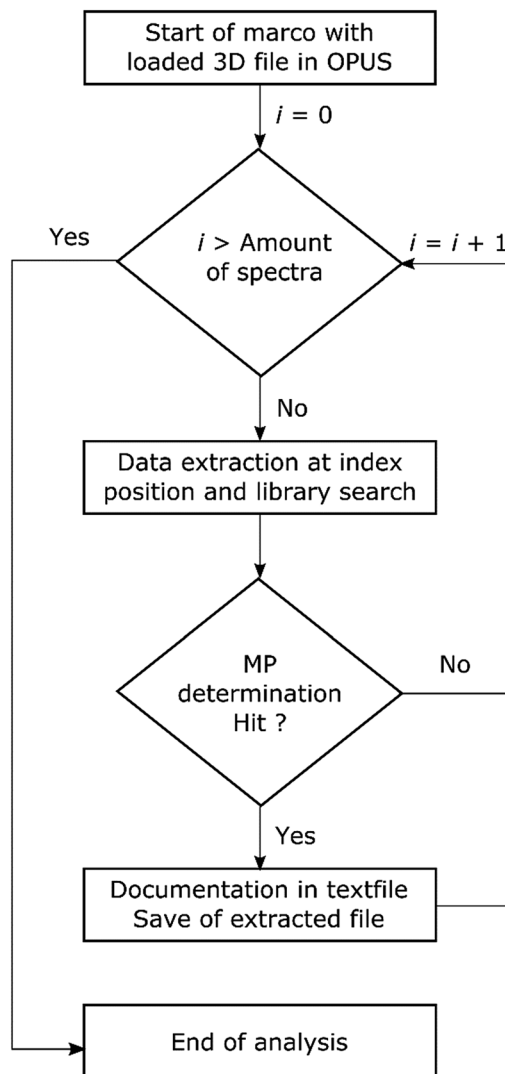 Start of marco with
loaded 3D file in OPUS
i = 0
Yes
i > Amount
of spectra
i = i + 1
No
Data extraction at index
position and library search
MP
determination
Hit ?
No
Yes
Documentation in textfile
Save of extracted file
End of analysis